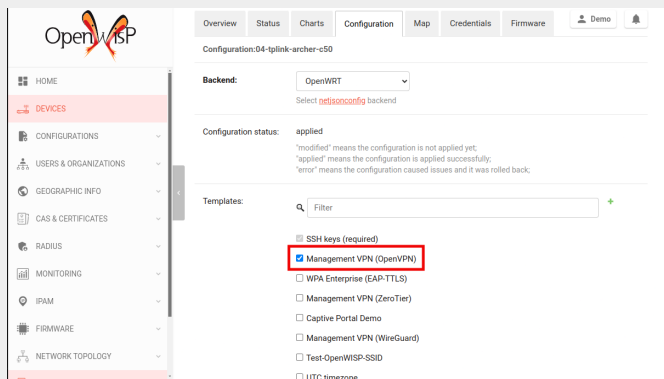 OpenWISP
Overview Status Charts Configuration Map Credentials Firmware Demo
Configuration:04-tplink-archer-c50
HOME
DEVICES
CONFIGURATIONS
USERS & ORGANIZATIONS
GEOGRAPHIC INFO
CAS & CERTIFICATES
RADIUS
MONITORING
IPAM
FIRMWARE
NETWORK TOPOLOGY
Backend: OpenWRT
Select netjsonconfig backend
Configuration status: applied
"modified" means the configuration is not applied yet;
"applied" means the configuration is applied successfully;
"error" means the configuration caused issues and it was rolled back;
Templates: Filter
SSH keys (required)
Management VPN (OpenVPN)
WPA Enterprise (EAP-TTLS)
Management VPN (ZeroTier)
Captive Portal Demo
Management VPN (WireGuard)
Test-OpenWISP-SSID
UTC timezone